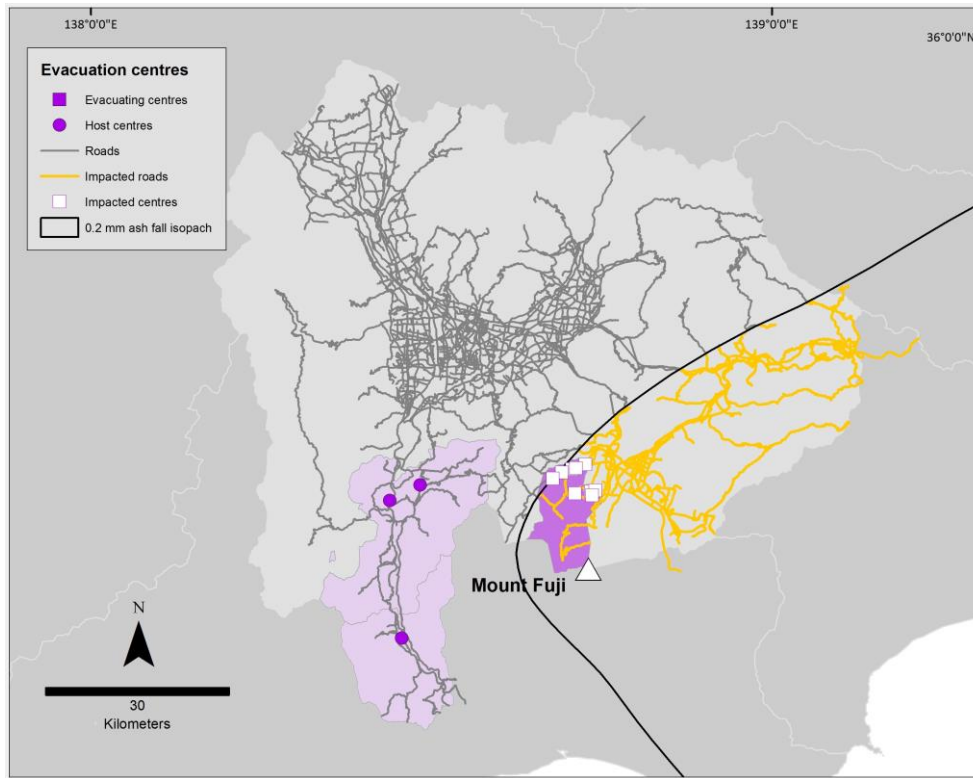 138°0'0"E
139°0'0"E
36°0'0"N
Evacuation centres
Evacuating centres
Host centres
Roads
Impacted roads
Impacted centres
0.2 mm ash fall isopach
Mount Fuji
N
30
Kilometers